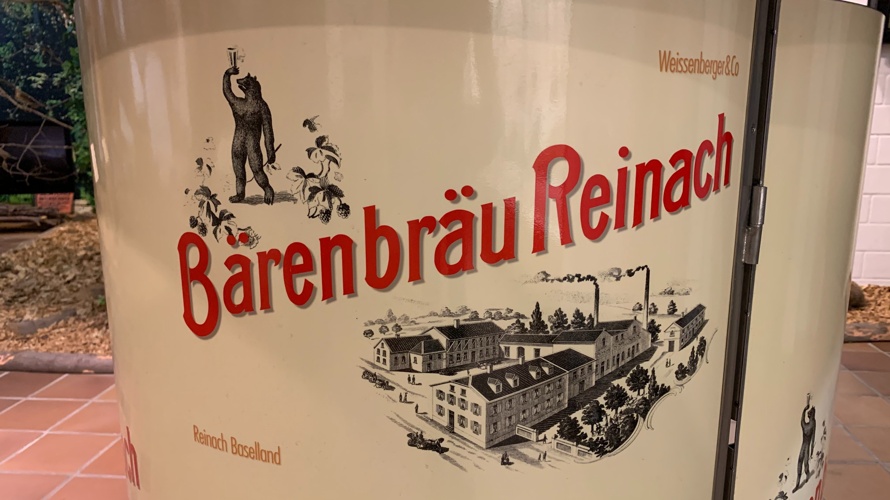 Weissenberger & Co
Bärenbräu Reinach
Reinach Baselland